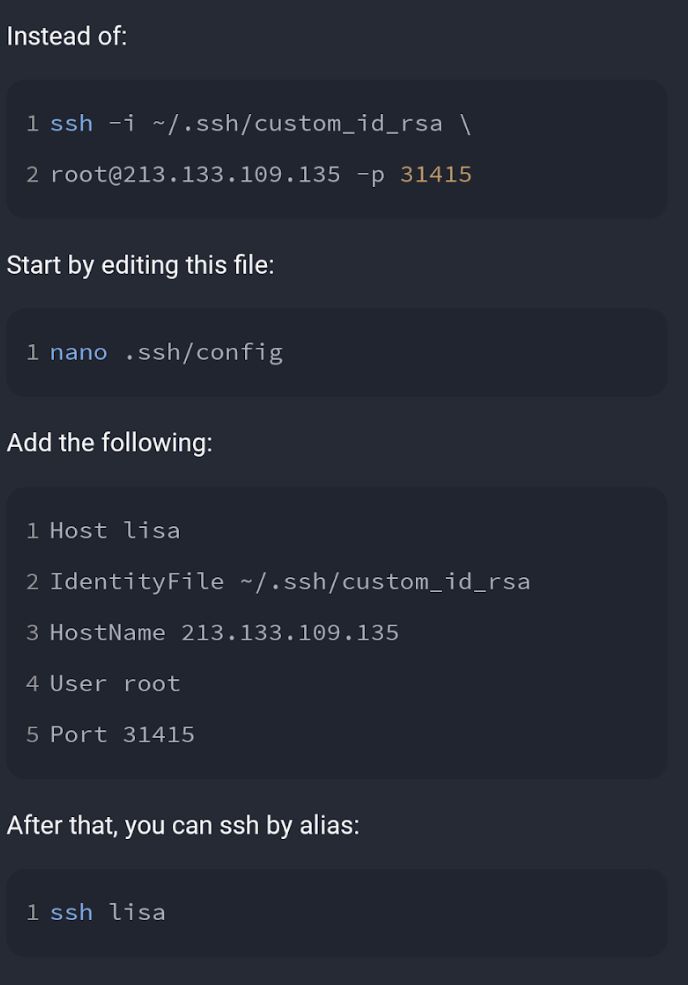 Instead of:
1 ssh -i ~/.ssh/custom_id_rsa \
2 root@213.133.109.135 -p 31415
Start by editing this file:
1 nano .ssh/config
Add the following:
1 Host lisa
2 IdentityFile ~/.ssh/custom_id_rsa
3 HostName 213.133.109.135
4 User root
5 Port 31415
After that, you can ssh by alias:
1 ssh lisa